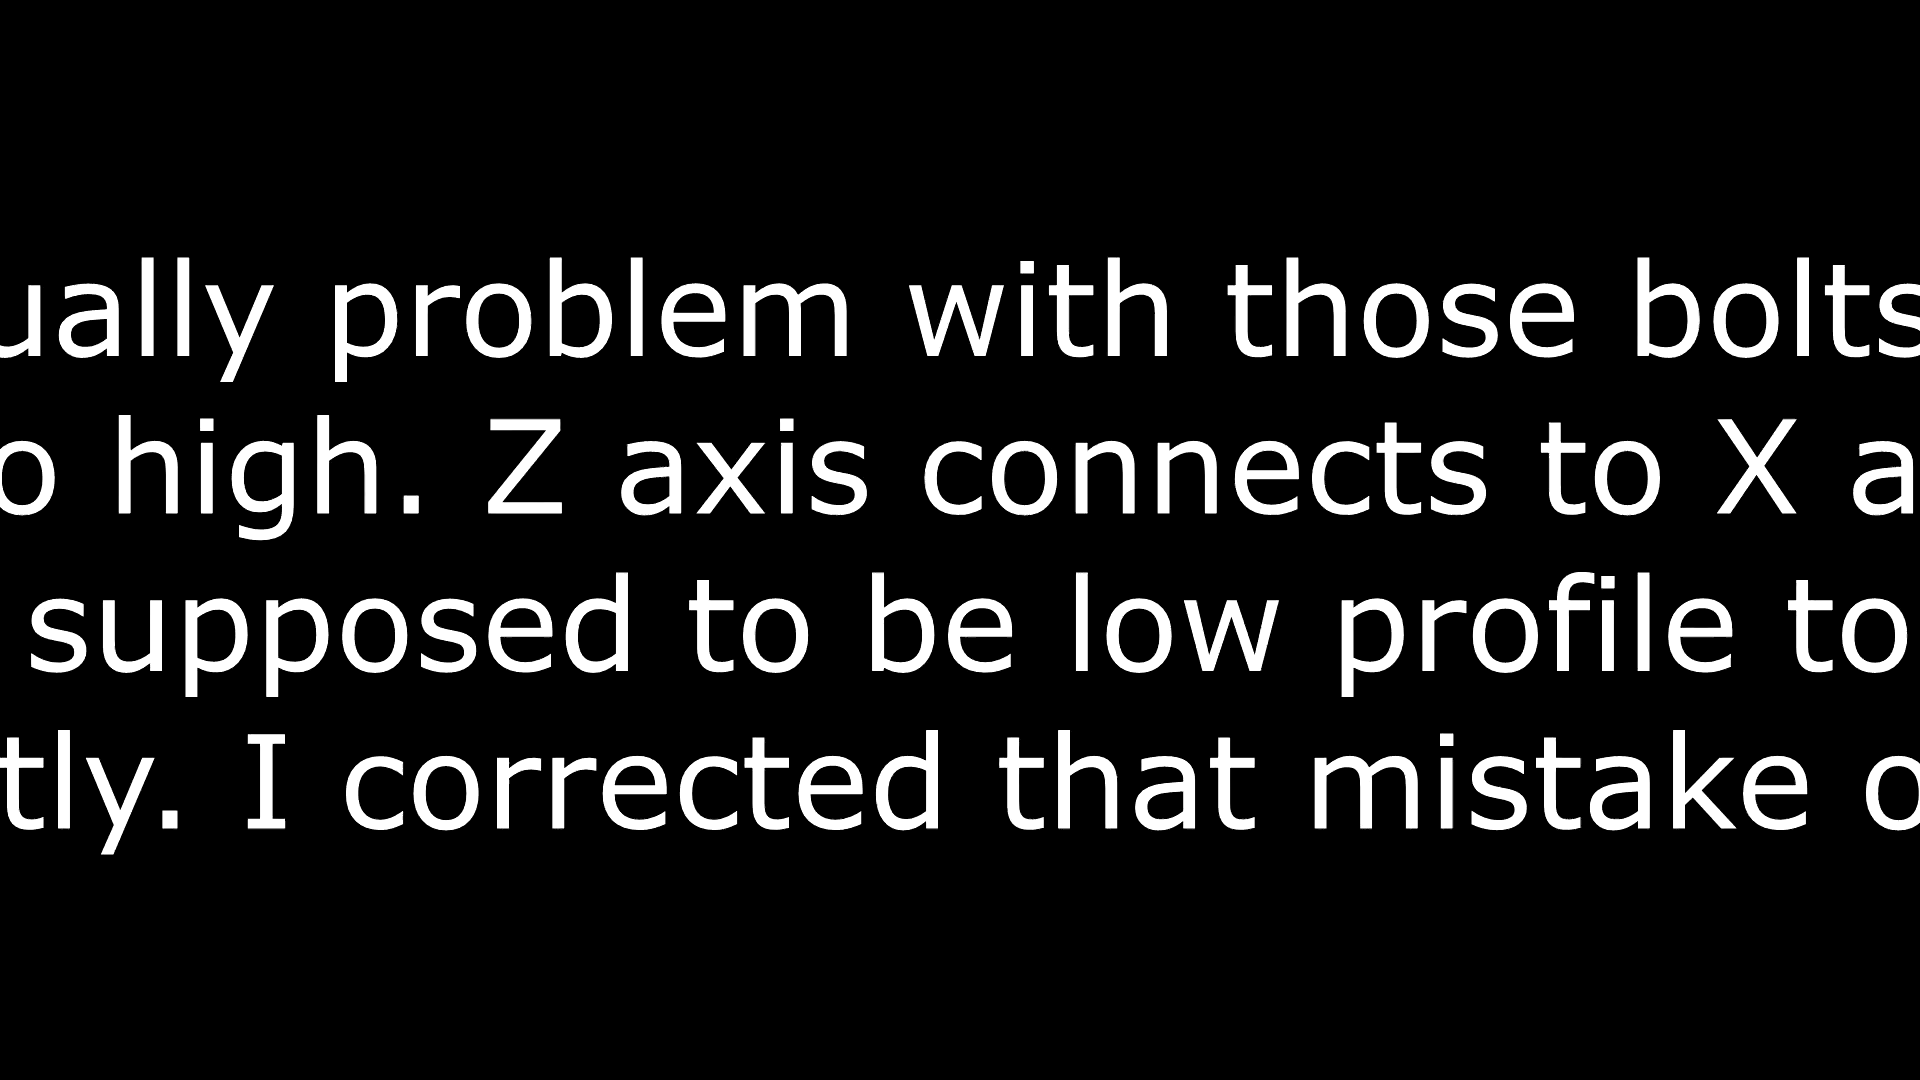 ually problem with those bolts
o high. Z axis connects to X a
supposed to be low profile to
tly. I corrected that mistake o